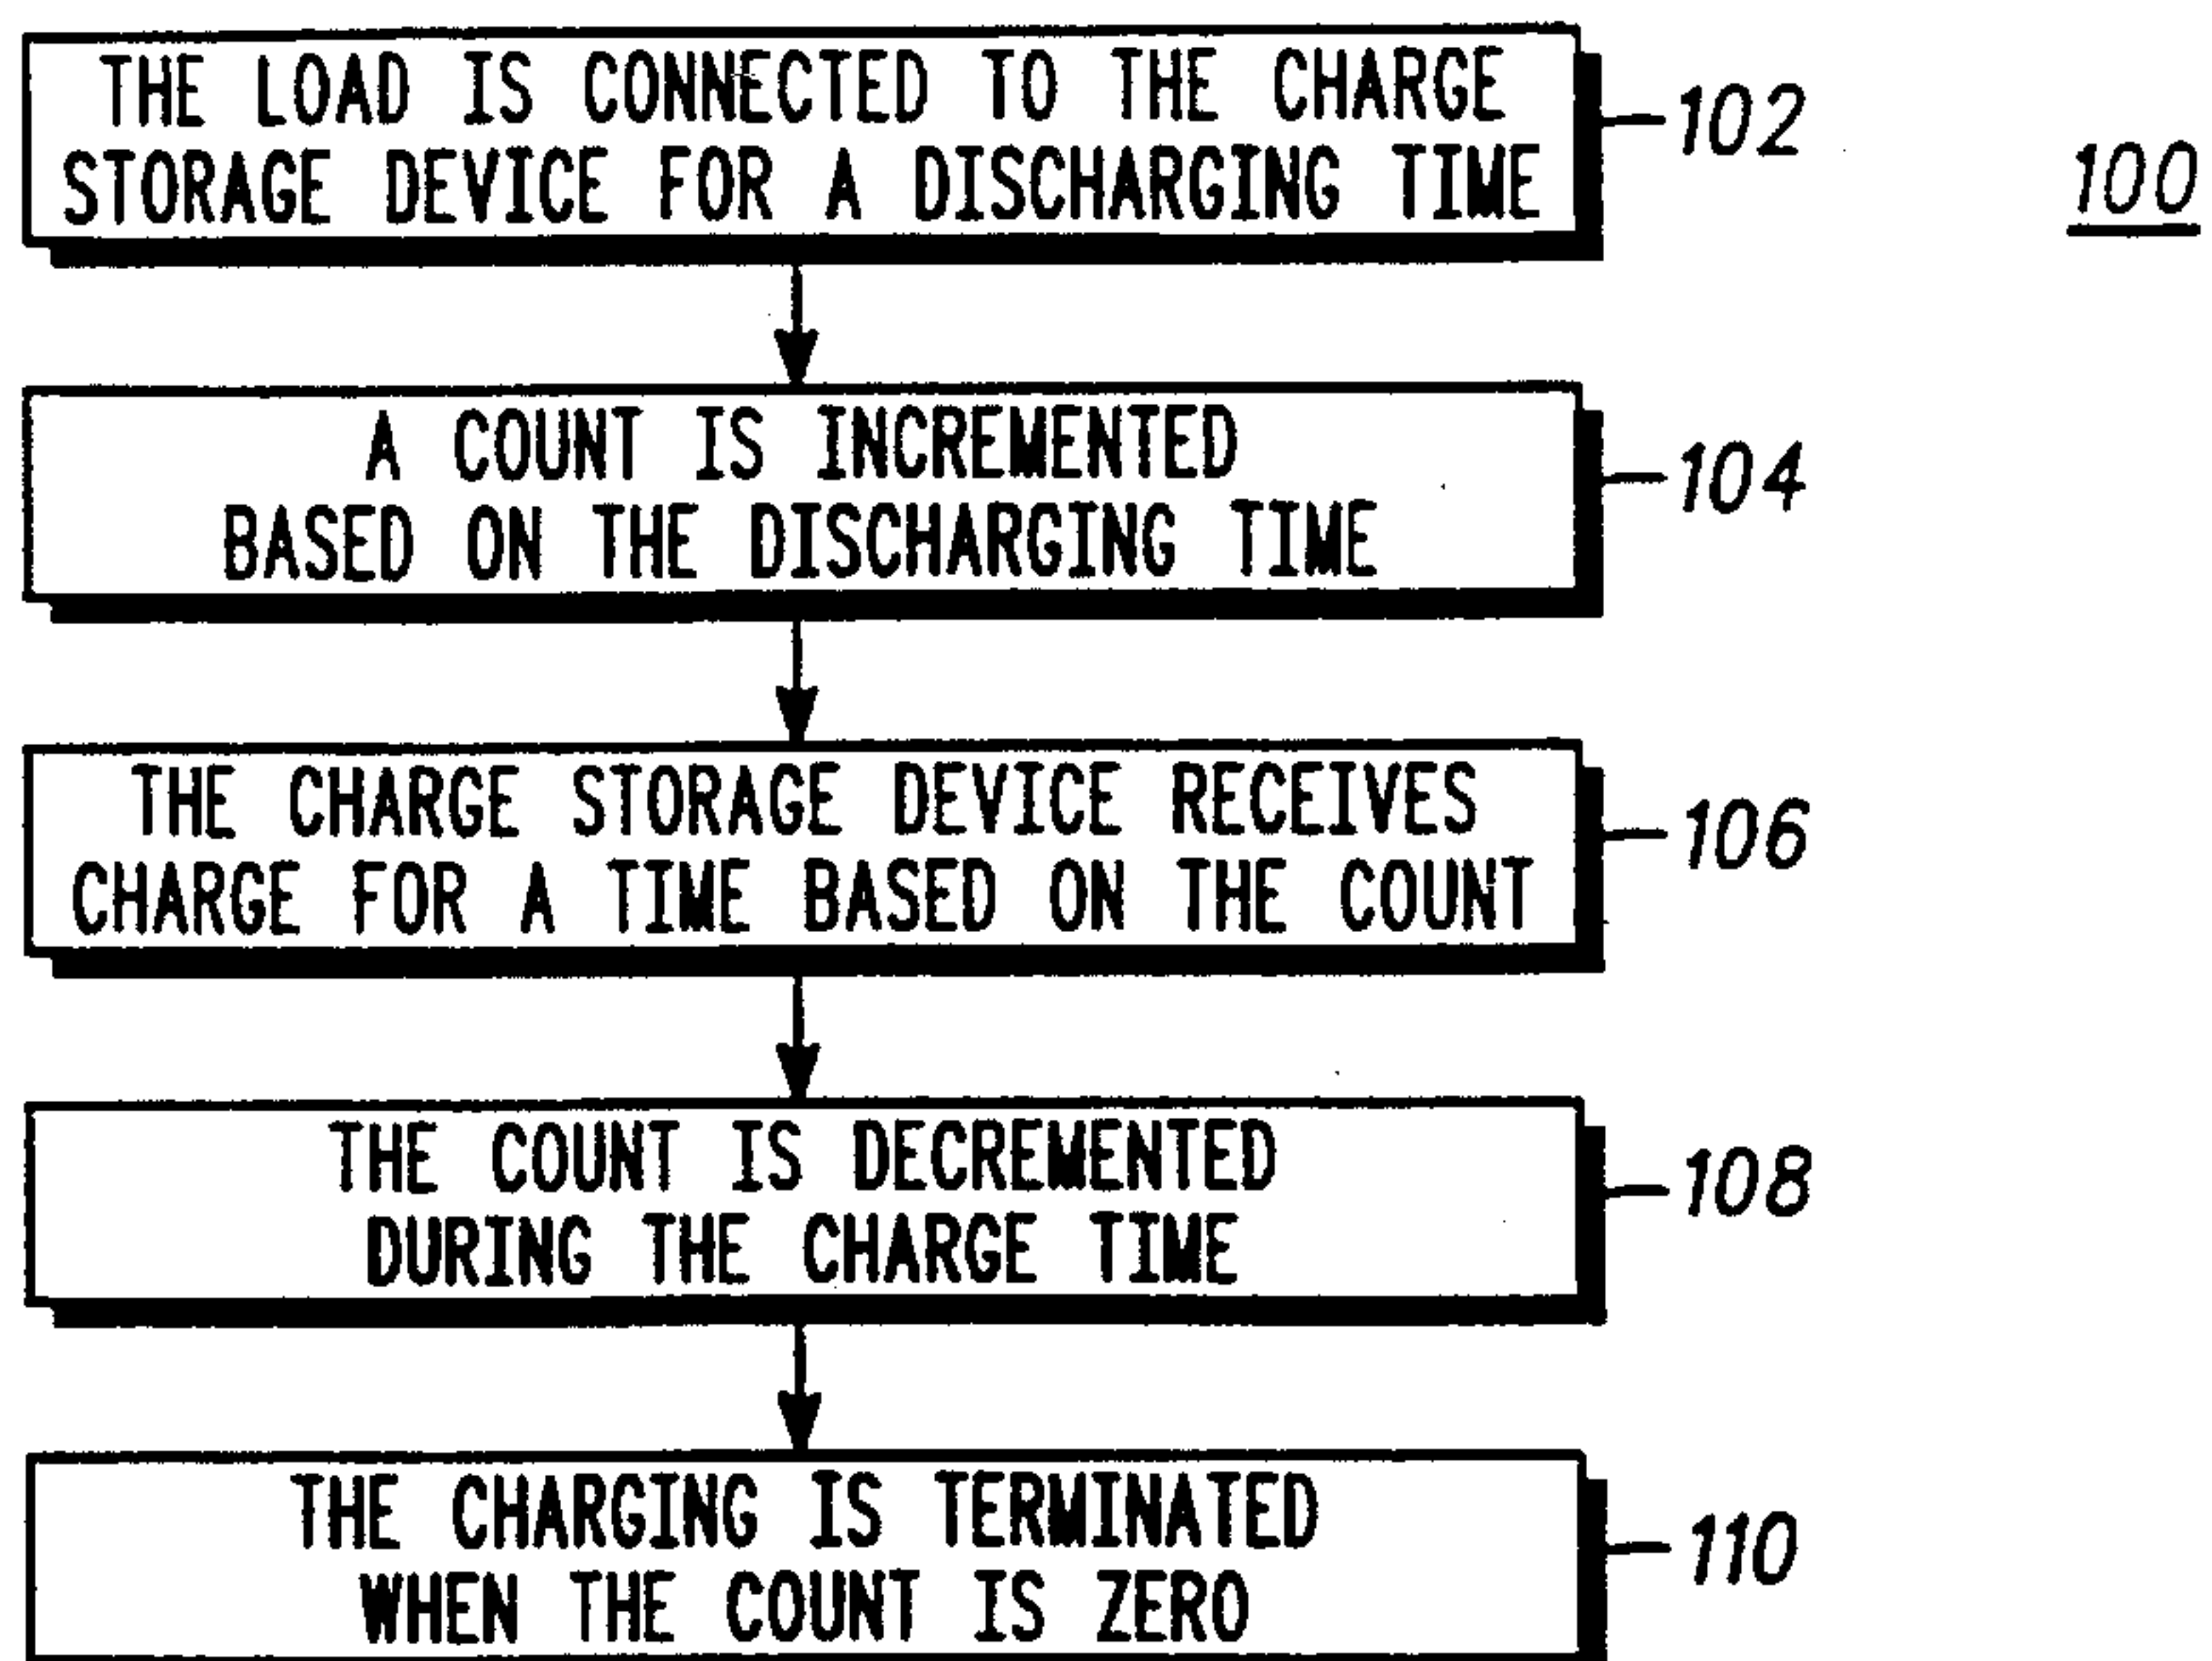 THE LOAD IS CONNECTED TO THE CHARGE
STORAGE DEVICE FOR A DISCHARGING TIME
102
100
A COUNT IS INCREMENTED
BASED ON THE DISCHARGING TIME
104
THE CHARGE STORAGE DEVICE RECEIVES
CHARGE FOR A TIME BASED ON THE COUNT
106
THE COUNT IS DECREMENTED
DURING THE CHARGE TIME
108
THE CHARGING IS TERMINATED
WHEN THE COUNT IS ZERO
110